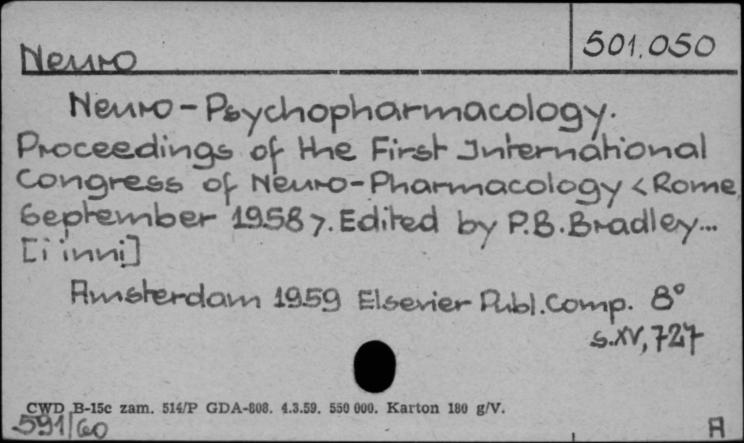 Neuro
501.050
Neuro-Psychopharmacology.
Proceedings of the First International
Congress of Neuro-Pharmacology <Rome,
September 1958>. Edited by P.B.Bradley...
[i inni]
Amsterdam 1959 Elsevier Publ.Comp. 8°
s.XV,727
CWD B-15c zam. 514/P GDA-808. 4.3.59. 550 000. Karton 180 g/V.
591/60
A